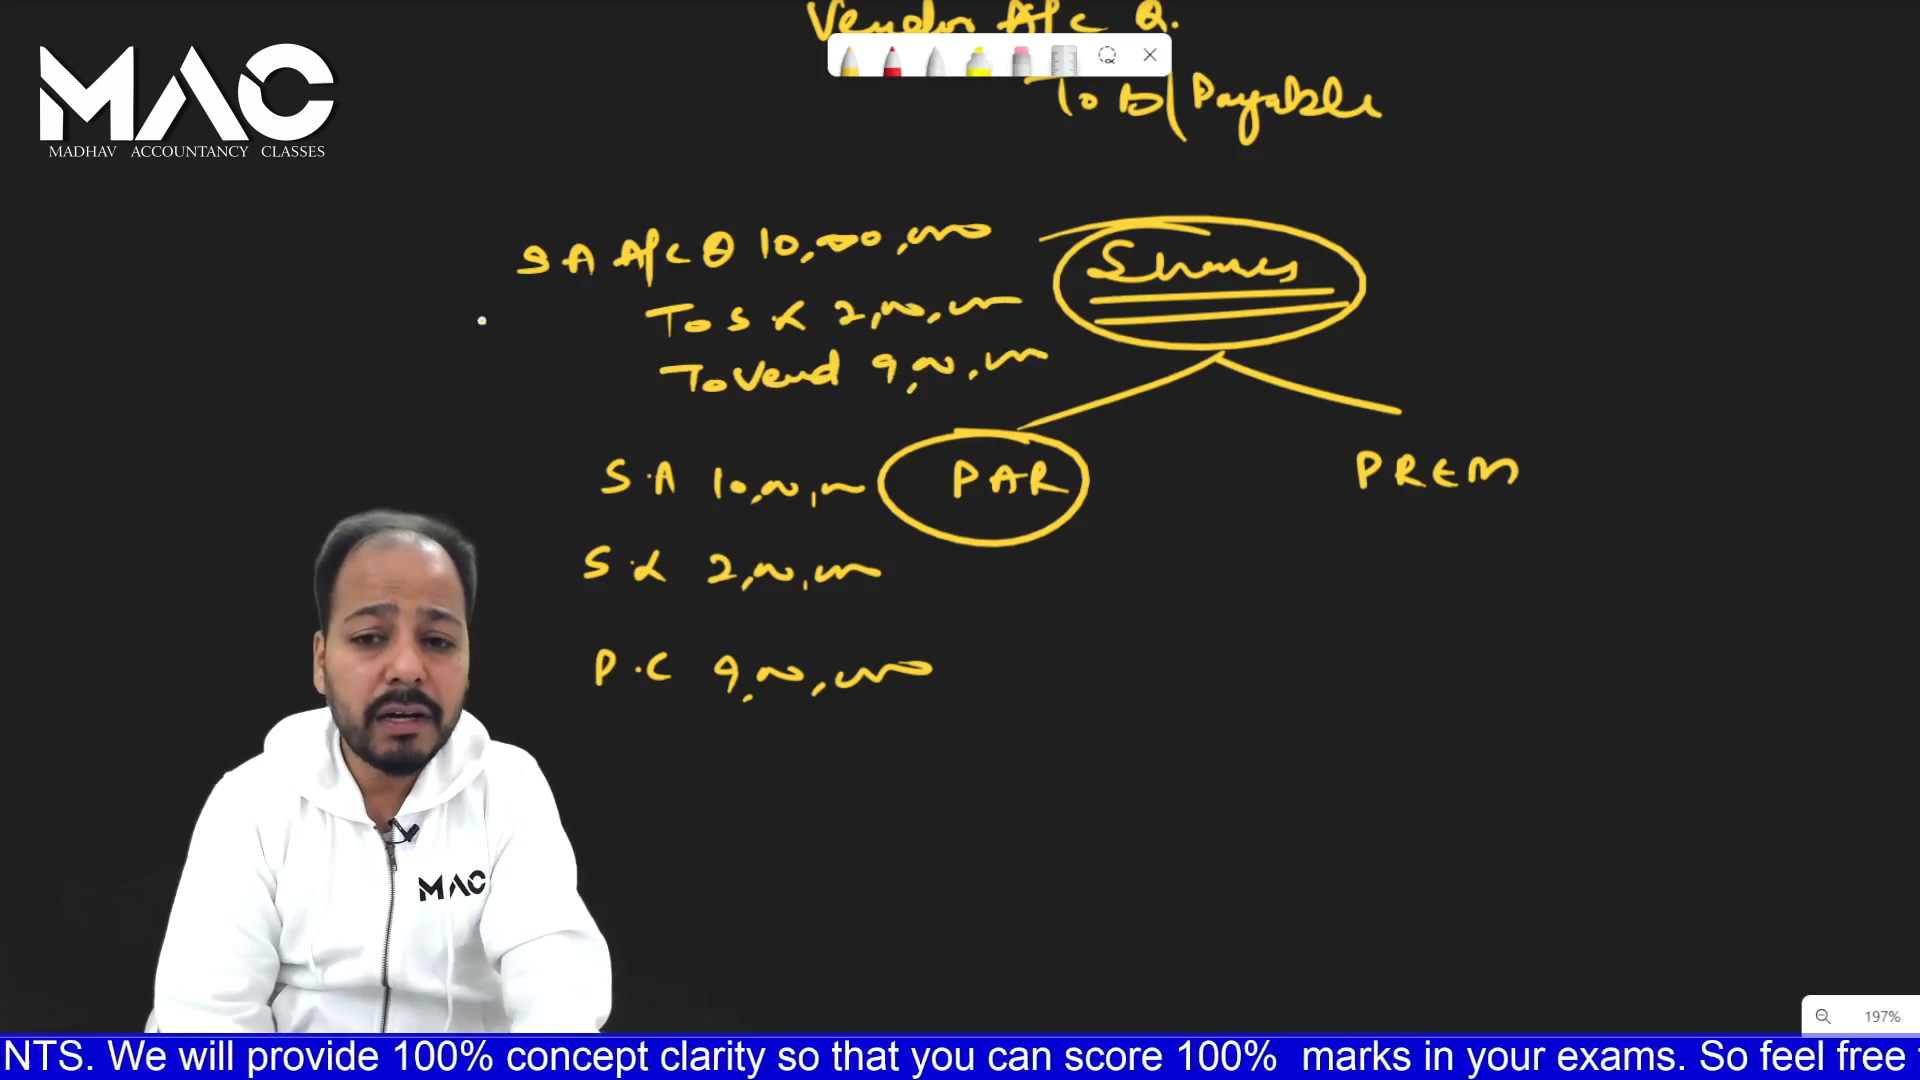 Vendor A/c Q.
To B/Payable
MAC
MADHAV ACCOUNTANCY CLASSES
S A A/c 10,00,000
To S.L 2,00,000
To Vend 9,00,000
Shares
S.A 10,00,000
PAR
PREM
S.L 2,00,000
P.C 9,00,000
MAC
197%
NTS. We will provide 100% concept clarity so that you can score 100% marks in your exams. So feel free